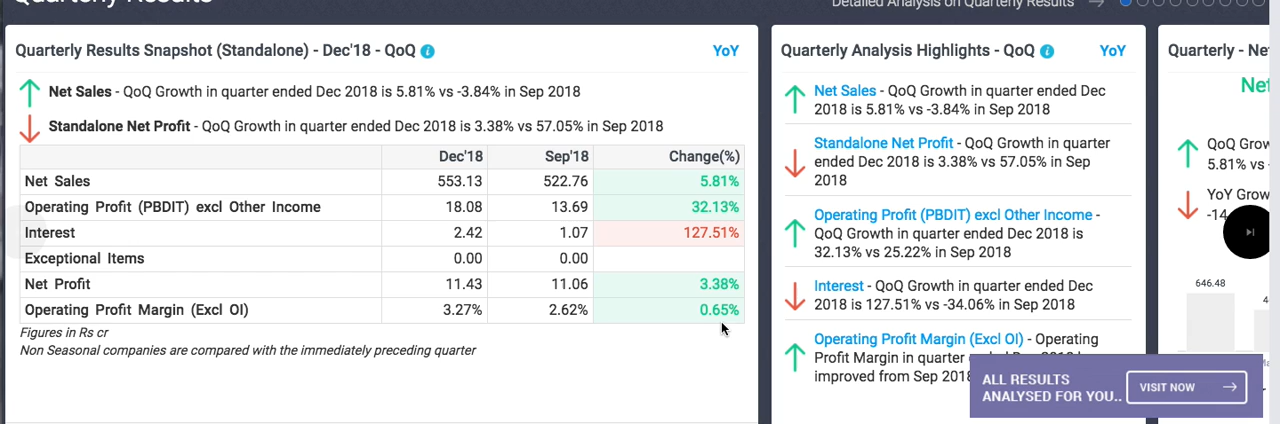 Quarterly Results
Detailed Analysis on Quarterly Results
Quarterly Results Snapshot (Standalone) - Dec'18 - QoQ
YoY
Net Sales - QoQ Growth in quarter ended Dec 2018 is 5.81% vs -3.84% in Sep 2018
Standalone Net Profit - QoQ Growth in quarter ended Dec 2018 is 3.38% vs 57.05% in Sep 2018
Dec'18 Sep'18 Change(%)
Net Sales 553.13 522.76 5.81%
Operating Profit (PBDIT) excl Other Income 18.08 13.69 32.13%
Interest 2.42 1.07 127.51%
Exceptional Items 0.00 0.00
Net Profit 11.43 11.06 3.38%
Operating Profit Margin (Excl OI) 3.27% 2.62% 0.65%
Figures in Rs cr
Non Seasonal companies are compared with the immediately preceding quarter
Quarterly Analysis Highlights - QoQ
YoY
Net Sales - QoQ Growth in quarter ended Dec
2018 is 5.81% vs -3.84% in Sep 2018
Standalone Net Profit - QoQ Growth in quarter
ended Dec 2018 is 3.38% vs 57.05% in Sep
2018
Operating Profit (PBDIT) excl Other Income -
QoQ Growth in quarter ended Dec 2018 is
32.13% vs 25.22% in Sep 2018
Interest - QoQ Growth in quarter ended Dec
2018 is 127.51% vs -34.06% in Sep 2018
Operating Profit Margin (Excl OI) - Operating
Profit Margin in quarter
improved from Sep 2018
Quarterly - Net
Net
QoQ Grow
5.81% vs -
YoY Grow
-14
646.48
4
ALL RESULTS
ANALYSED FOR YOU..
VISIT NOW